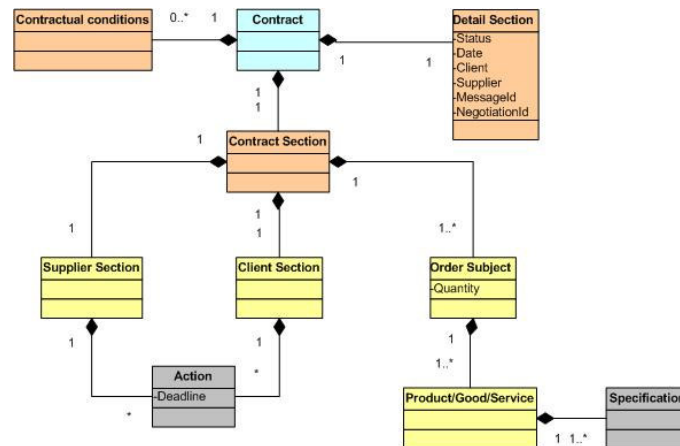 Contractual conditions
0..*
1
Contract
Detail Section
-Status
-Date
-Client
-Supplier
-MessageId
-NegotiationId
1
1
1
1
Contract Section
1
1
1
1
1
1..*
Supplier Section
Client Section
Order Subject
-Quantity
1
1
1
1..*
Action
-Deadline
*
*
Product/Good/Service
Specification
1
1..*